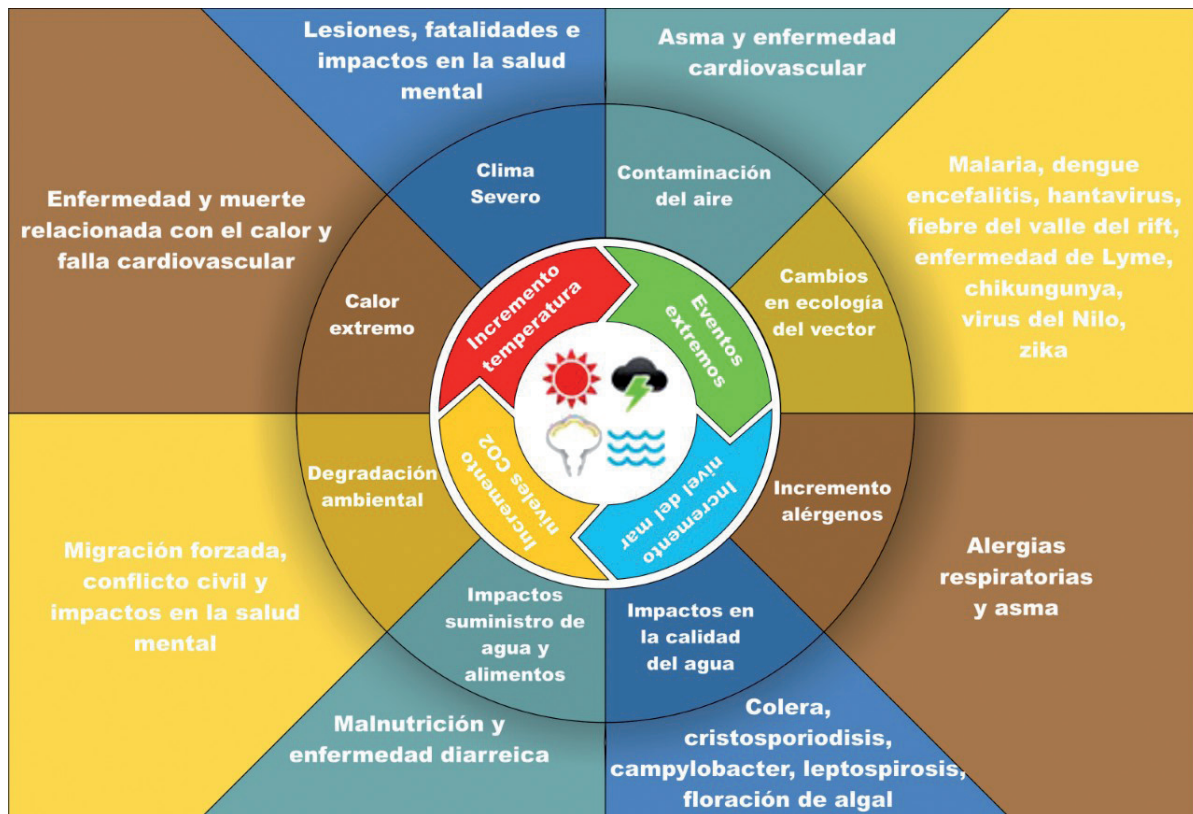 Lesiones, fatalidades e
impactos en la salud
mental
Asma y enfermedad
cardiovascular
Clima
Severo
Contaminación
del aire
Enfermedad y muerte
relacionada con el calor y
falla cardiovascular
Malaria, dengue
encefalitis, hantavirus,
fiebre del valle del rift,
enfermedad de Lyme,
chikungunya,
virus del Nilo,
zika
Calor
extremo
Cambios
en ecología
del vector
Incremento
temperatura
Eventos
extremos
Incremento
niveles CO2
Incremento
nivel del mar
Degradación
ambiental
Incremento
alérgenos
Migración forzada,
conflicto civil y
impactos en la salud
mental
Alergias
respiratorias
y asma
Impactos
suministro de
agua y
alimentos
Impactos en
la calidad
del agua
Malnutrición y
enfermedad diarreica
Colera,
cristosporiodisis,
campylobacter, leptospirosis,
floración de algal